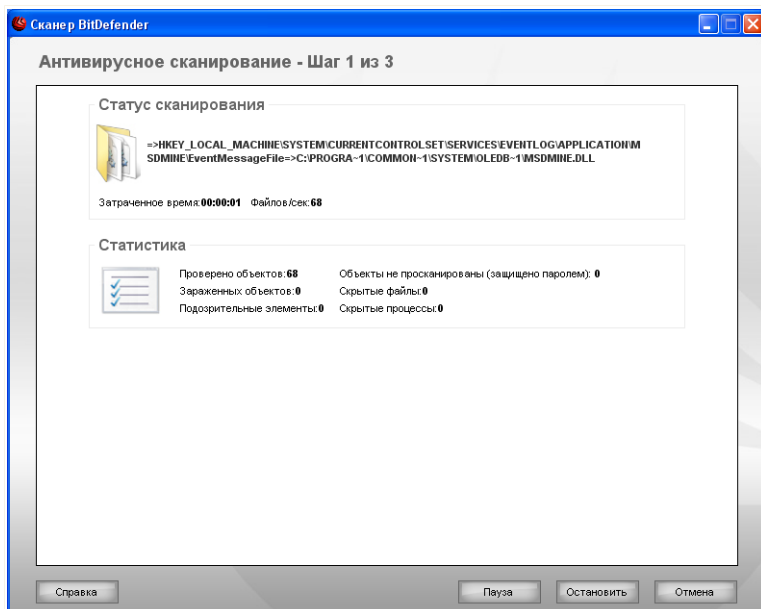 Сканер BitDefender
Антивирусное сканирование - Шаг 1 из 3
Статус сканирования
=>HKEY_LOCAL_MACHINE\SYSTEM\CURRENTCONTROLSET\SERVICES\EVENTLOG\APPLICATION\M
SDMINE\EventMessageFile=>C:\PROGRA~1\COMMON~1\SYSTEM\OLEDB~1\MSDMINE.DLL
Затраченное время:00:00:01 Файлов/сек:68
Статистика
Проверено объектов:68 Объекты не просканированы (защищено паролем): 0
Зараженных объектов:0 Скрытые файлы:0
Подозрительные элементы:0 Скрытые процессы:0
Справка Пауза Остановить Отмена